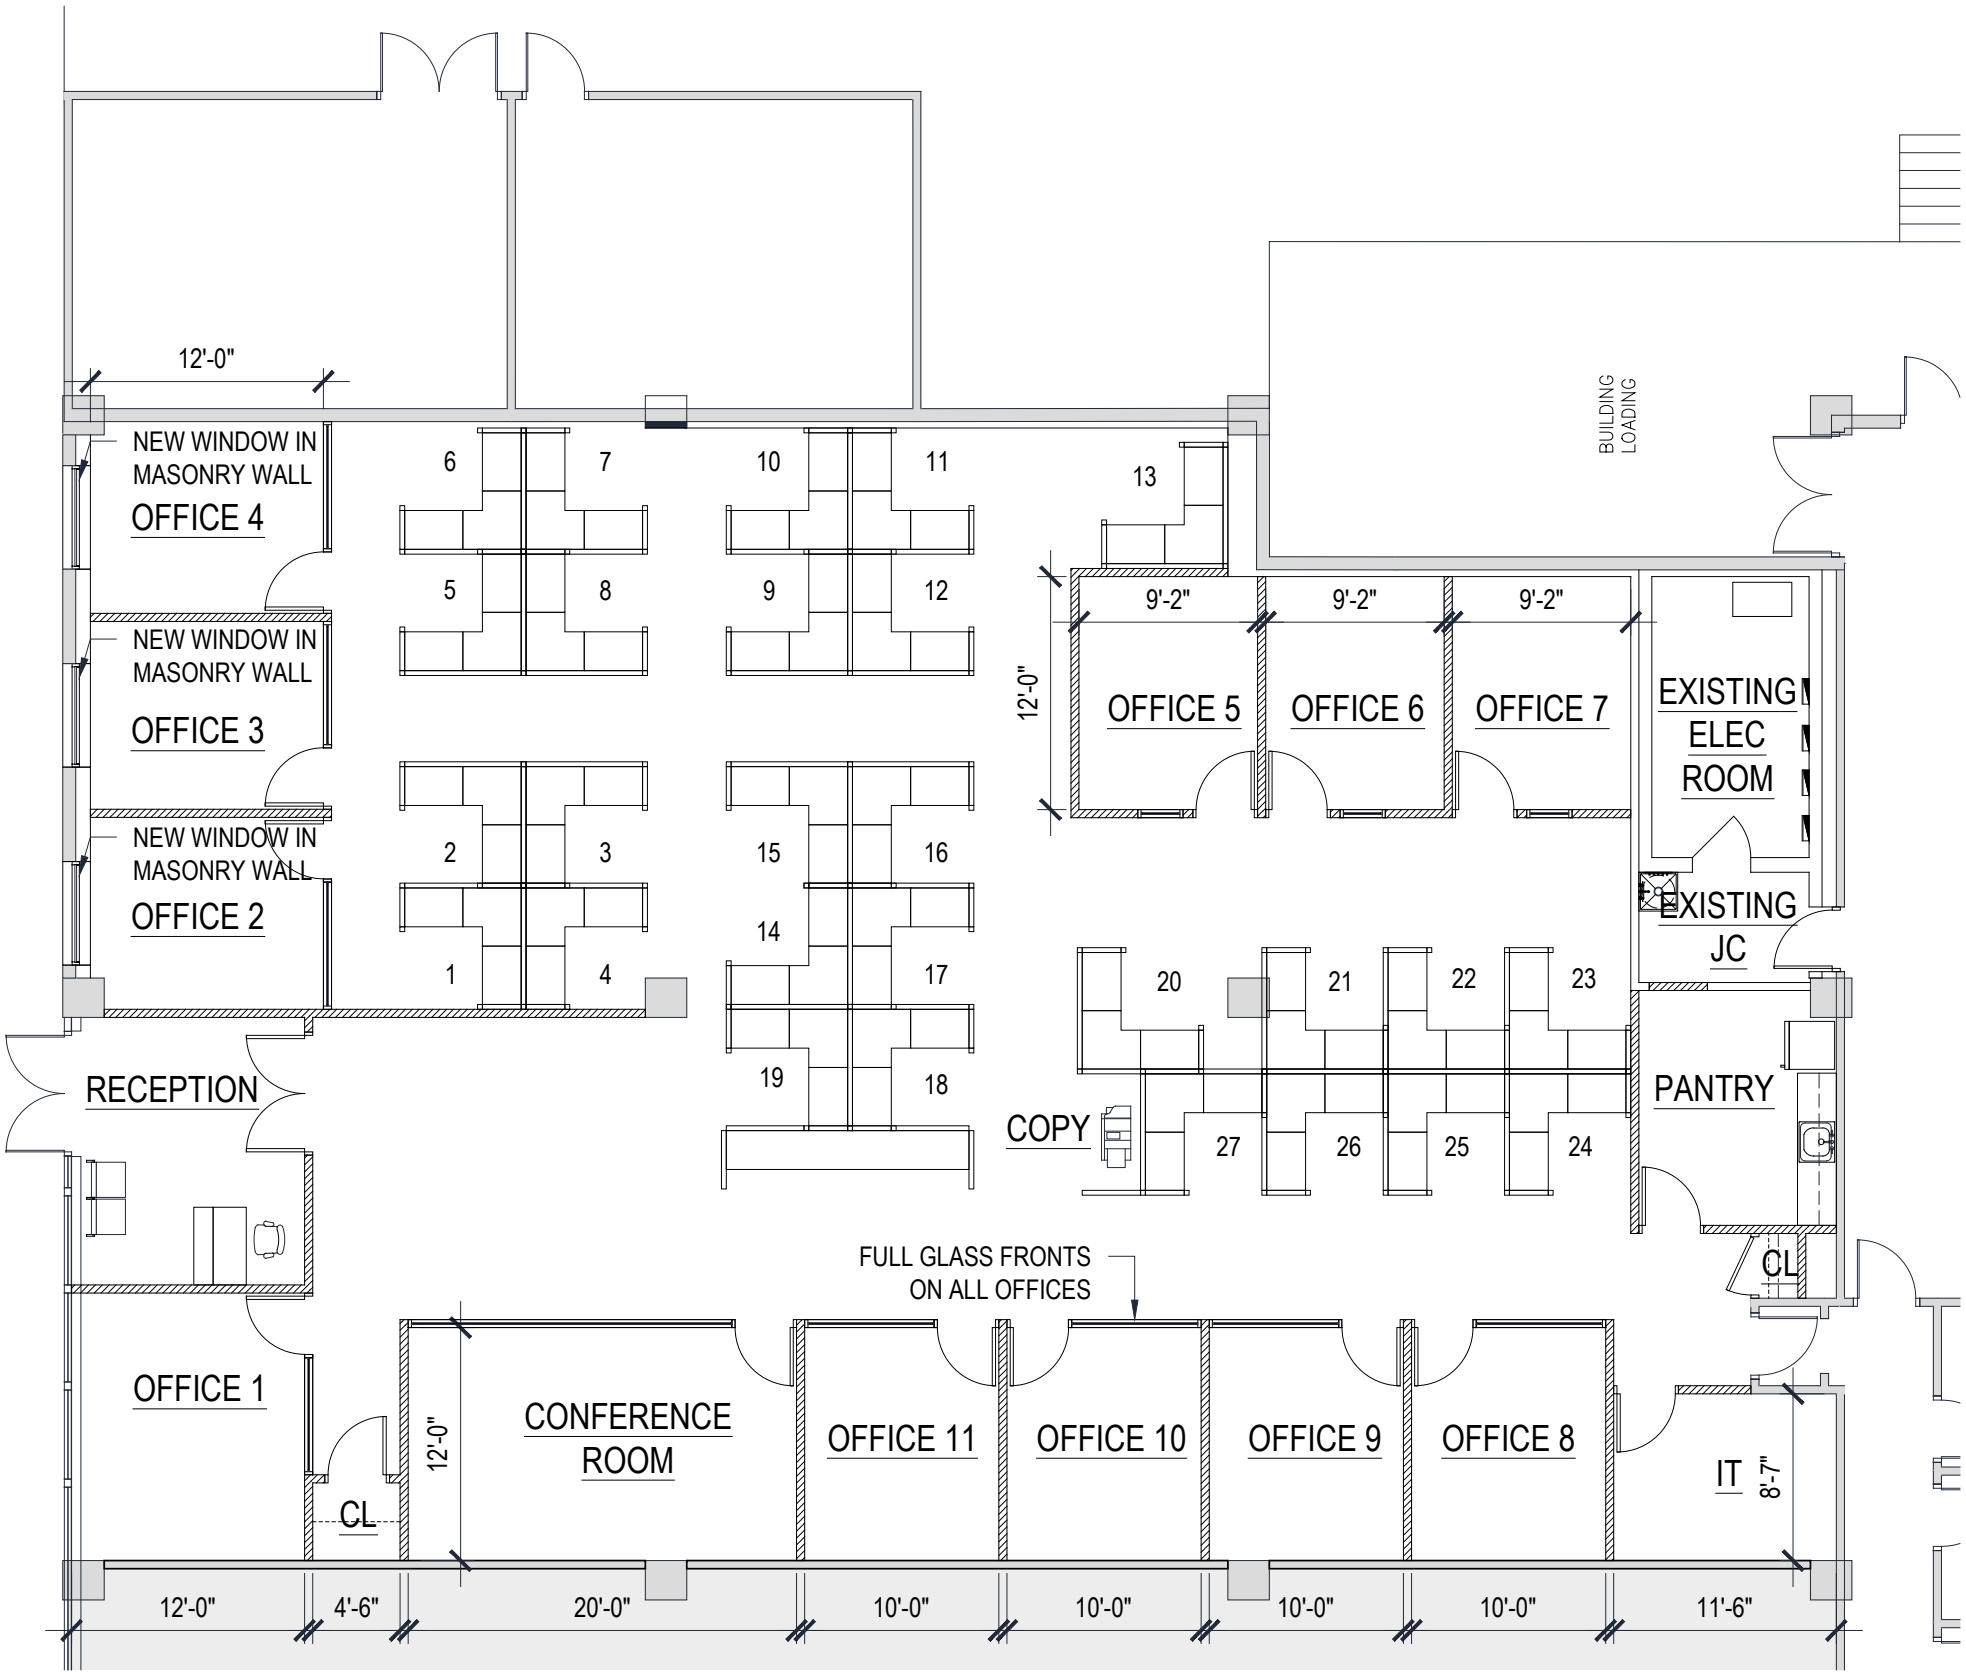 12'-0"
BUILDING
LOADING
NEW WINDOW IN
MASONRY WALL
OFFICE 4
6
7
10
11
13
5
8
9
12
9'-2"
9'-2"
9'-2"
NEW WINDOW IN
MASONRY WALL
OFFICE 3
12'-0"
OFFICE 5
OFFICE 6
OFFICE 7
EXISTING
ELEC
ROOM
NEW WINDOW IN
MASONRY WALL
OFFICE 2
2
3
15
16
EXISTING
JC
14
1
4
17
20
21
22
23
RECEPTION
19
18
COPY
27
26
25
24
PANTRY
FULL GLASS FRONTS
ON ALL OFFICES
CL
OFFICE 1
CONFERENCE
ROOM
12'-0"
OFFICE 11
OFFICE 10
OFFICE 9
OFFICE 8
IT
8'-7"
CL
12'-0"
4'-6"
20'-0"
10'-0"
10'-0"
10'-0"
10'-0"
11'-6"